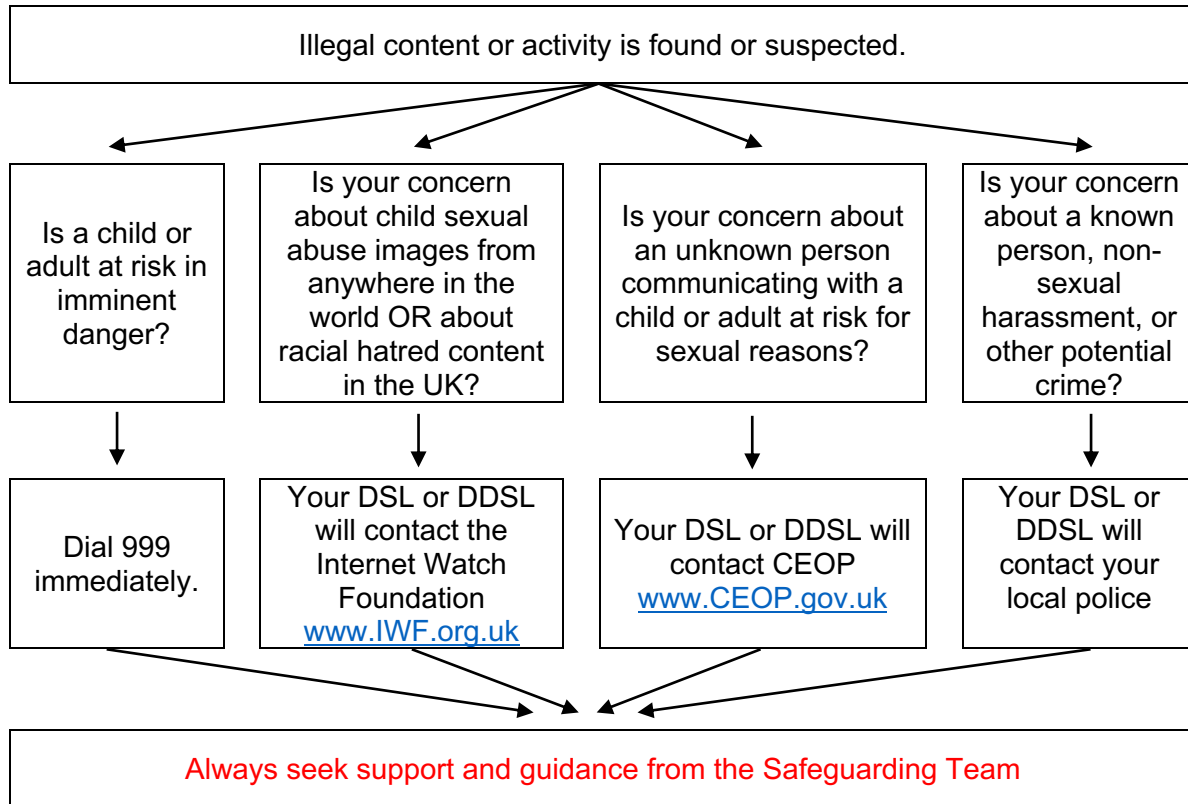 Illegal content or activity is found or suspected.
Is a child or
adult at risk in
imminent
danger?
Is your concern
about child sexual
abuse images from
anywhere in the
world OR about
racial hatred content
in the UK?
Is your concern about
an unknown person
communicating with a
child or adult at risk for
sexual reasons?
Is your concern
about a known
person, non-
sexual
harassment, or
other potential
crime?
Dial 999
immediately.
Your DSL or DDSL
will contact the
Internet Watch
Foundation
www.IWF.org.uk
Your DSL or DDSL will
contact CEOP
www.CEOP.gov.uk
Your DSL or
DDSL will
contact your
local police
Always seek support and guidance from the Safeguarding Team